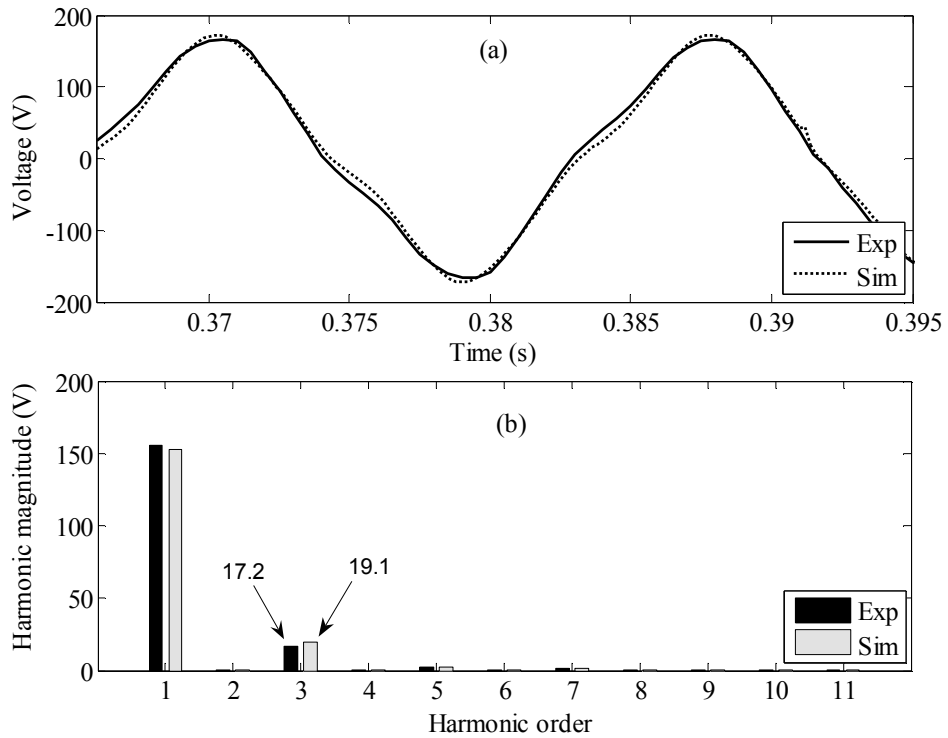 200
(a)
100
Voltage (V)
0
-100
-200
Exp
Sim
0.37
0.375
0.38
0.385
0.39
0.395
Time (s)
200
(b)
150
Harmonic magnitude (V)
100
17.2
19.1
50
0
Exp
Sim
1
2
3
4
5
6
7
8
9
10
11
Harmonic order